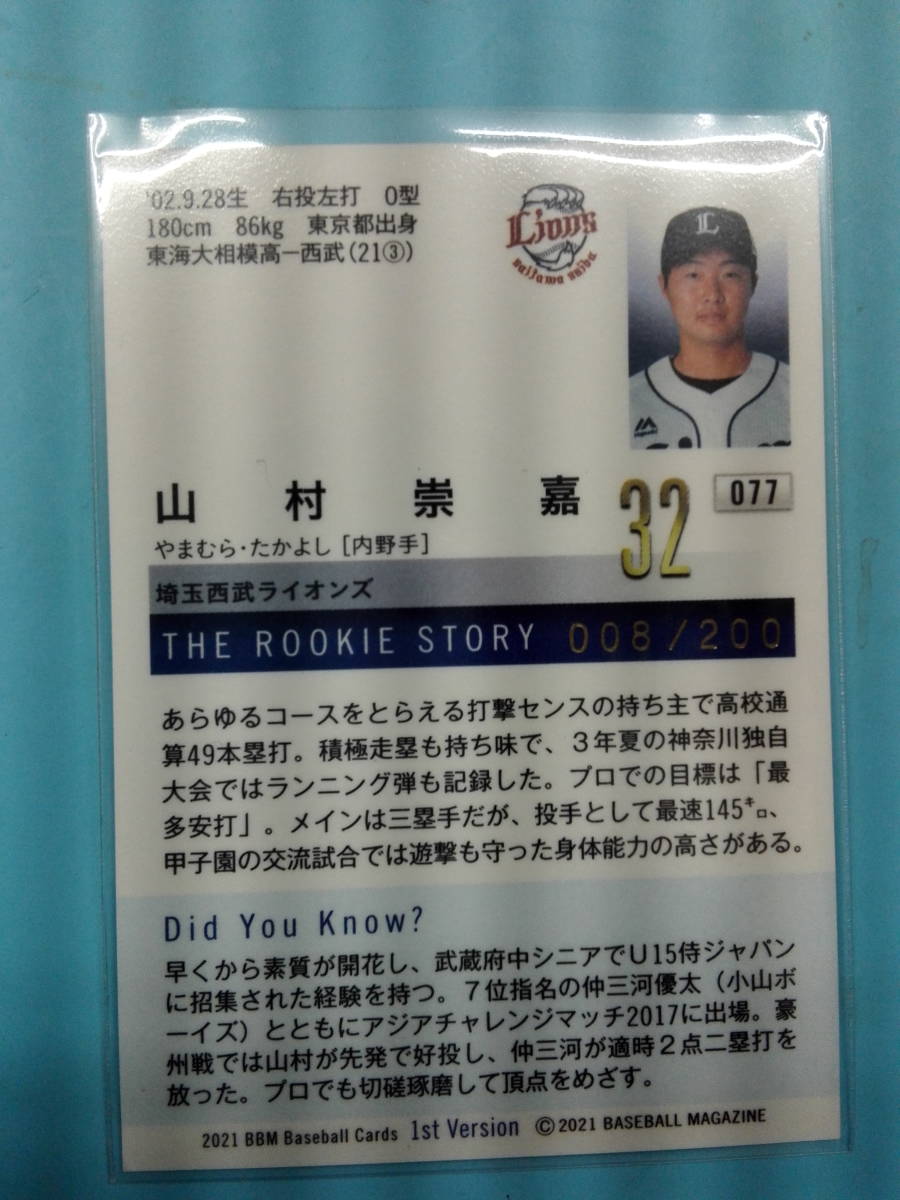 '02.9.28生　右投左打　O型
180cm　86kg　東京都出身
東海大相模高ー西武(21③)
Lions
saitama seibu
L
山村崇嘉
32
077
やまむら・たかよし［内野手］
埼玉西武ライオンズ
THE ROOKIE STORY 008/200
あらゆるコースをとらえる打撃センスの持ち主で高校通
算49本塁打。積極走塁も持ち味で、３年夏の神奈川独自
大会ではランニング弾も記録した。プロでの目標は「最
多安打」。メインは三塁手だが、投手として最速145㌔、
甲子園の交流試合では遊撃も守った身体能力の高さがある。
Did You Know?
早くから素質が開花し、武蔵府中シニアでＵ15侍ジャパン
に招集された経験を持つ。７位指名の仲三河優太（小山ボ
ーイズ）とともにアジアチャレンジマッチ2017に出場。豪
州戦では山村が先発で好投し、仲三河が適時２点二塁打を
放った。プロでも切磋琢磨して頂点をめざす。
2021 BBM Baseball Cards 1st Version ©2021 BASEBALL MAGAZINE